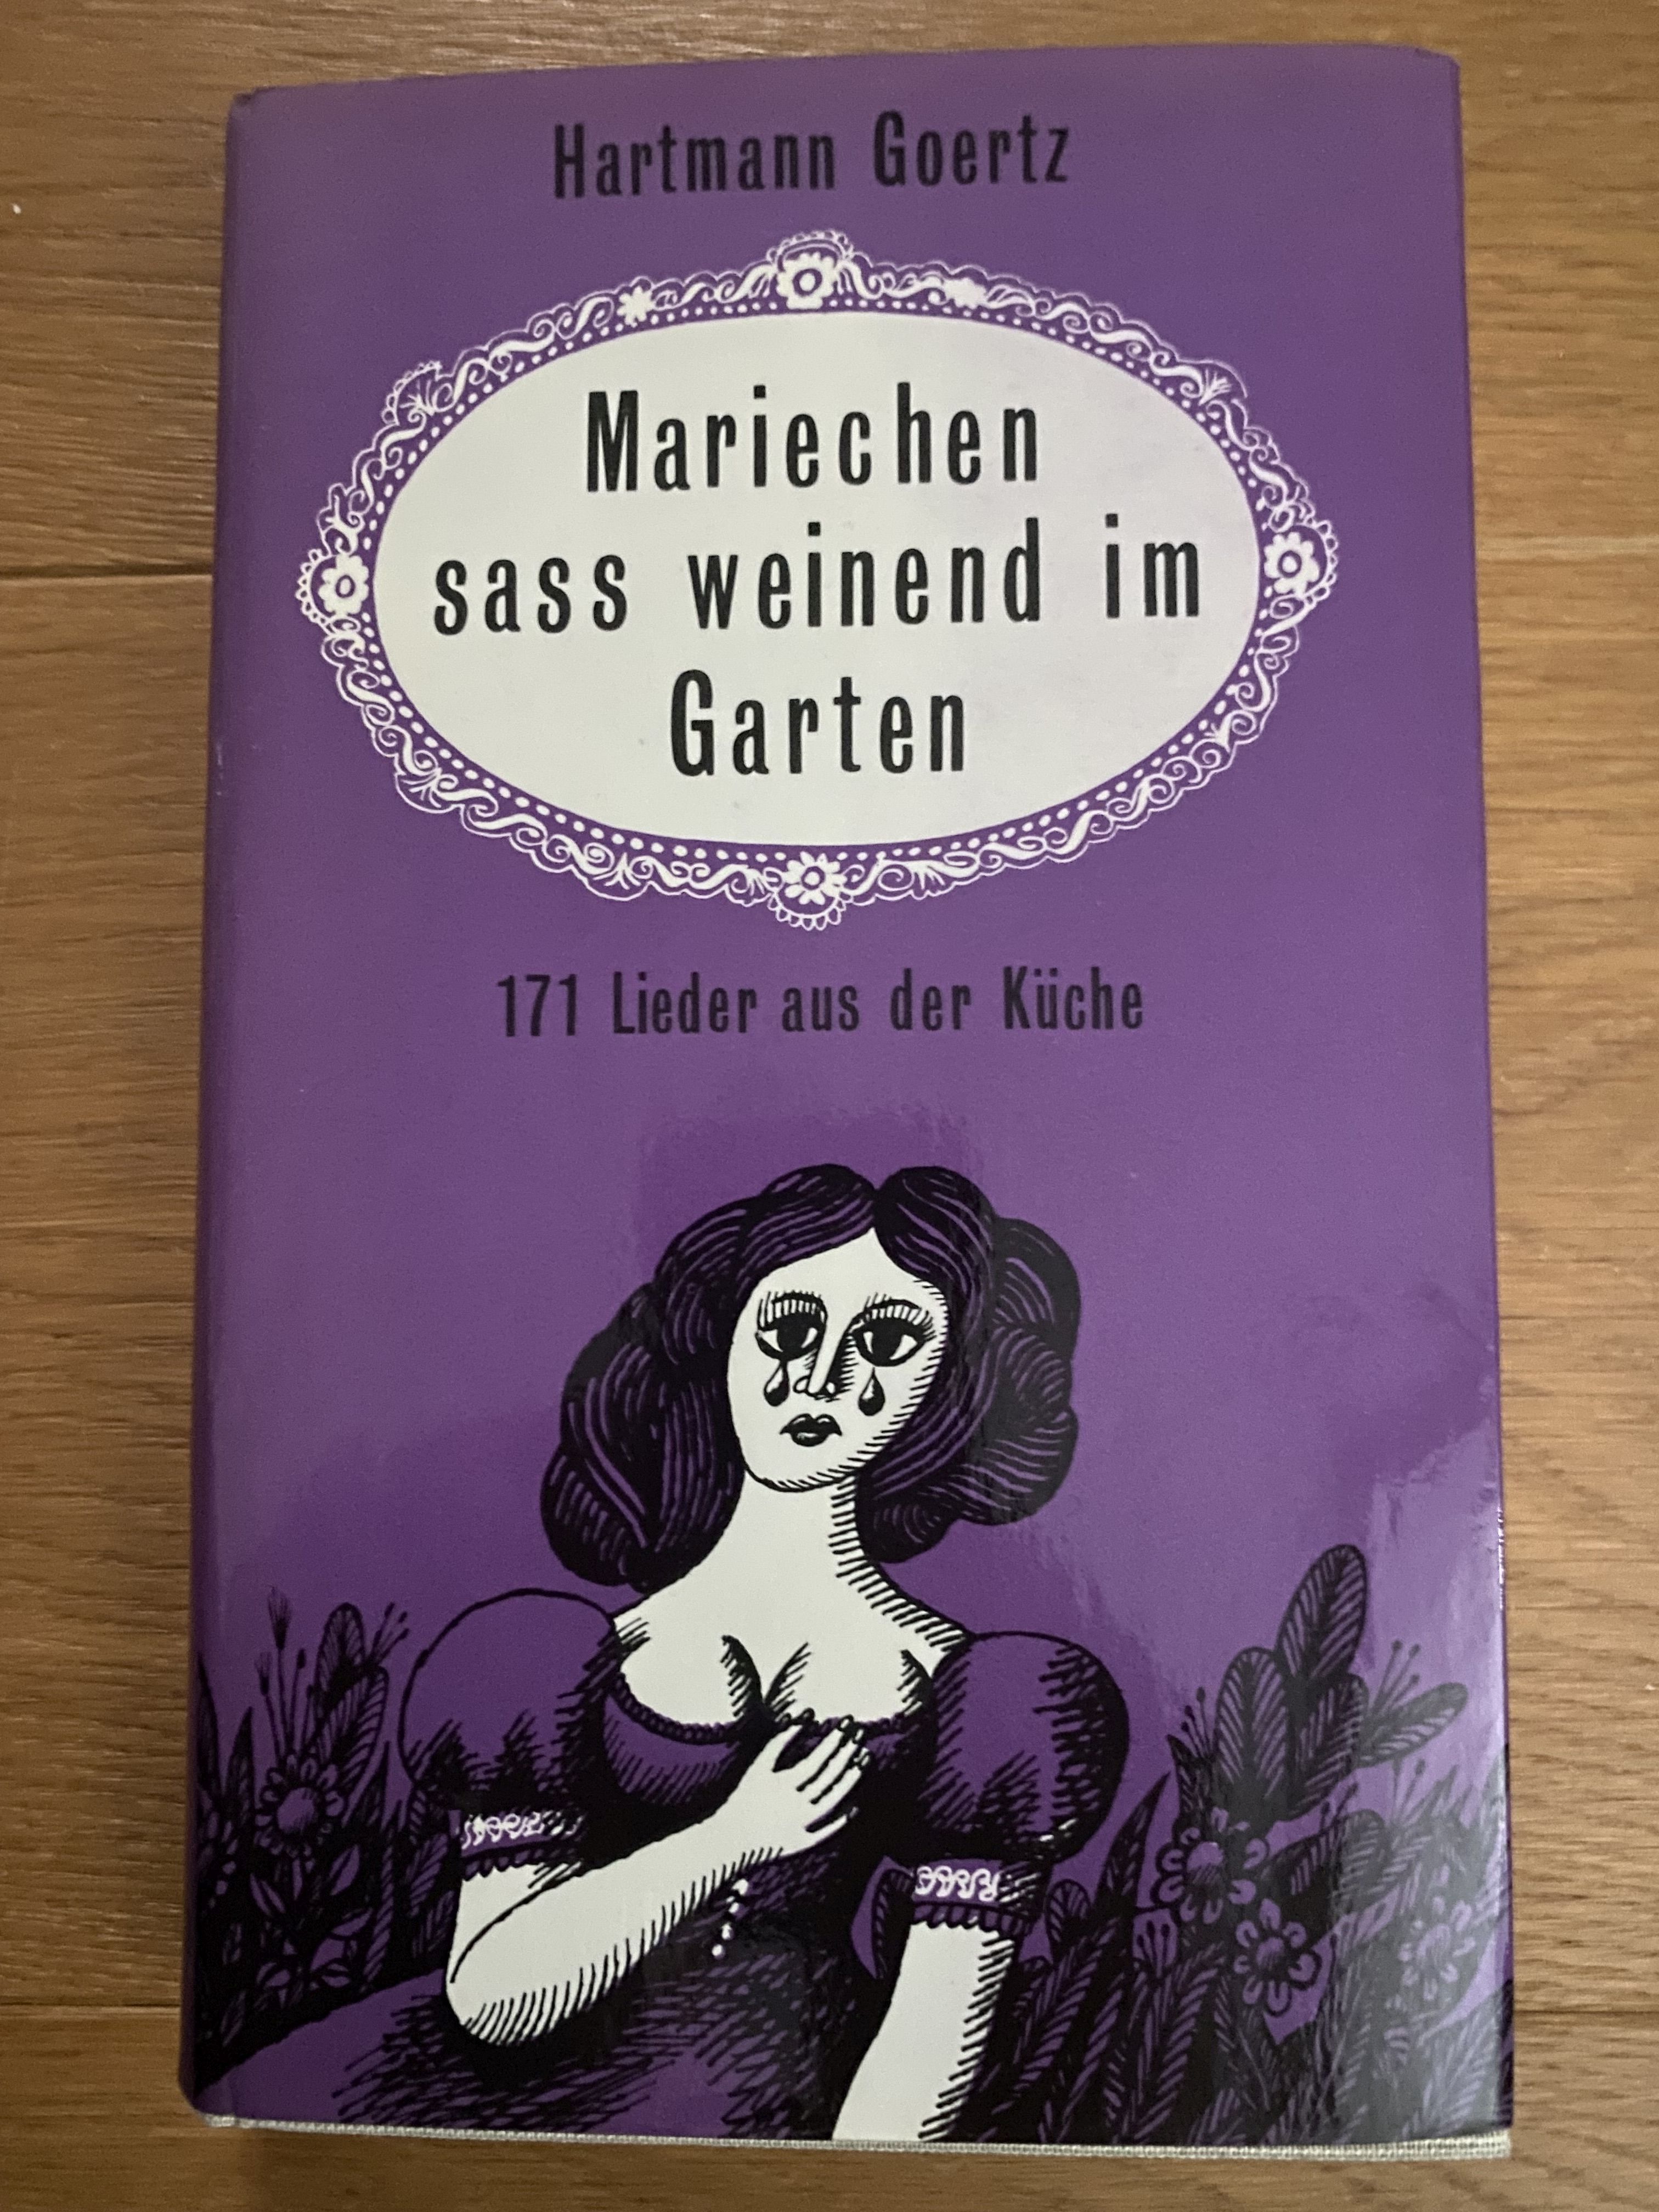 Hartmann Goertz
Mariechen
sass weinend im
Garten
171 Lieder aus der Küche